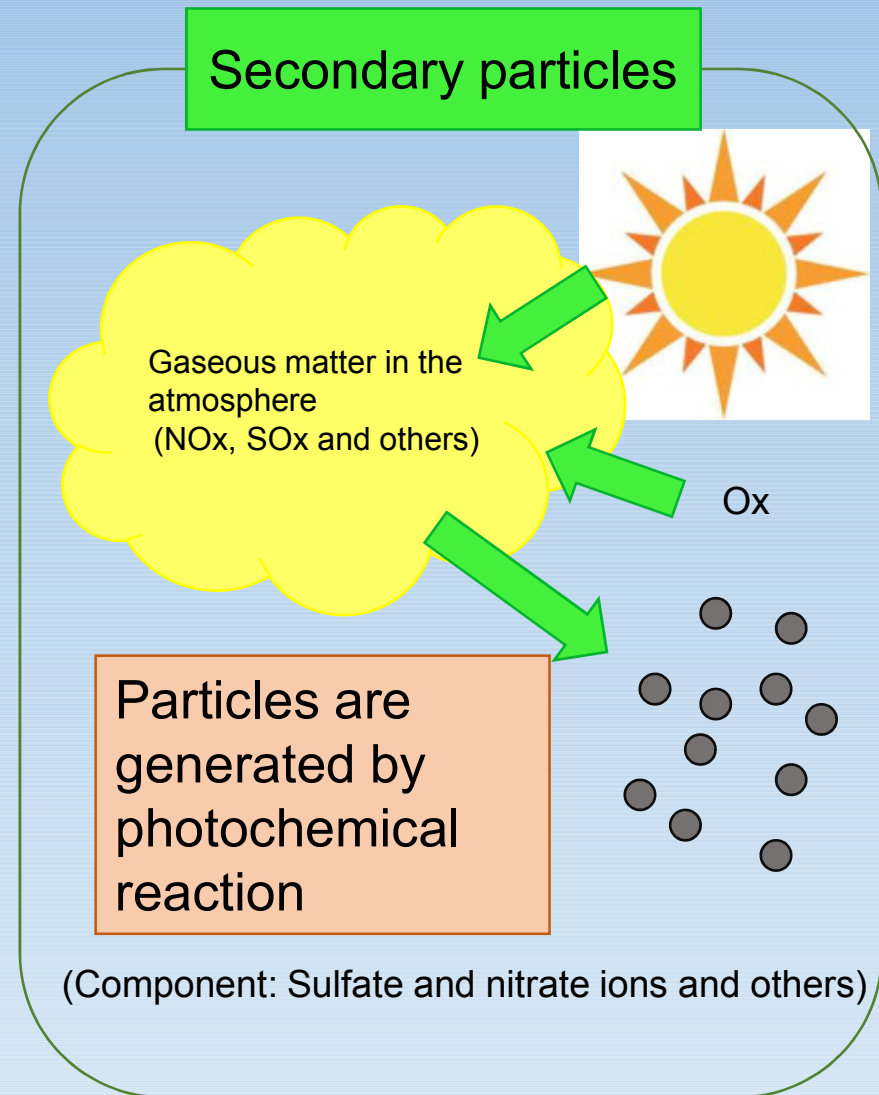 Secondary particles
Gaseous matter in the
atmosphere
(NOx, SOx and others)
Ox
Particles are
generated by
photochemical
reaction
(Component: Sulfate and nitrate ions and others)